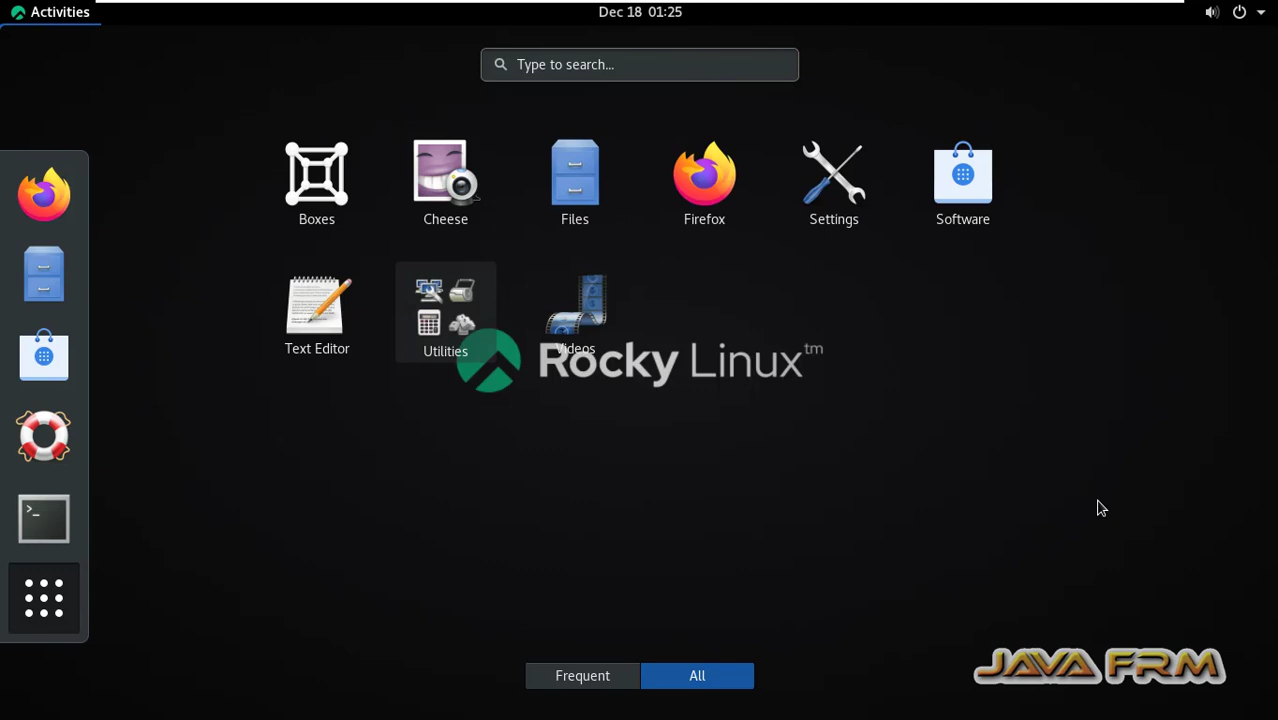 Activities
Dec 18 01:25
Type to search...
Boxes
Cheese
Files
Firefox
Settings
Software
Text Editor
Utilities
Videos
Rocky Linux™
>_
Frequent
All
JAVA FRM